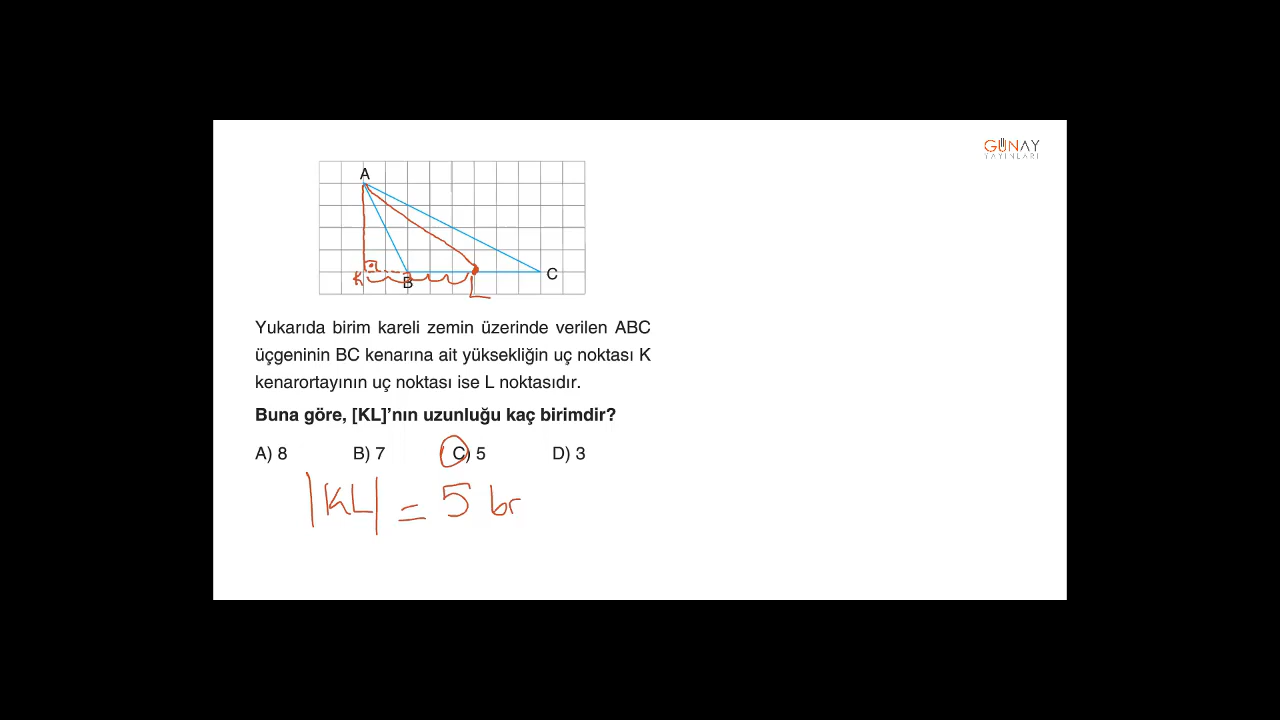 GÜNAY
YAYINLARI
A
K
B
L
C
Yukarıda birim kareli zemin üzerinde verilen ABC
üçgeninin BC kenarına ait yüksekliğin uç noktası K
kenarortayının uç noktası ise L noktasıdır.
Buna göre, [KL]’nın uzunluğu kaç birimdir?
A) 8 B) 7 C) 5 D) 3
|KL| = 5 br